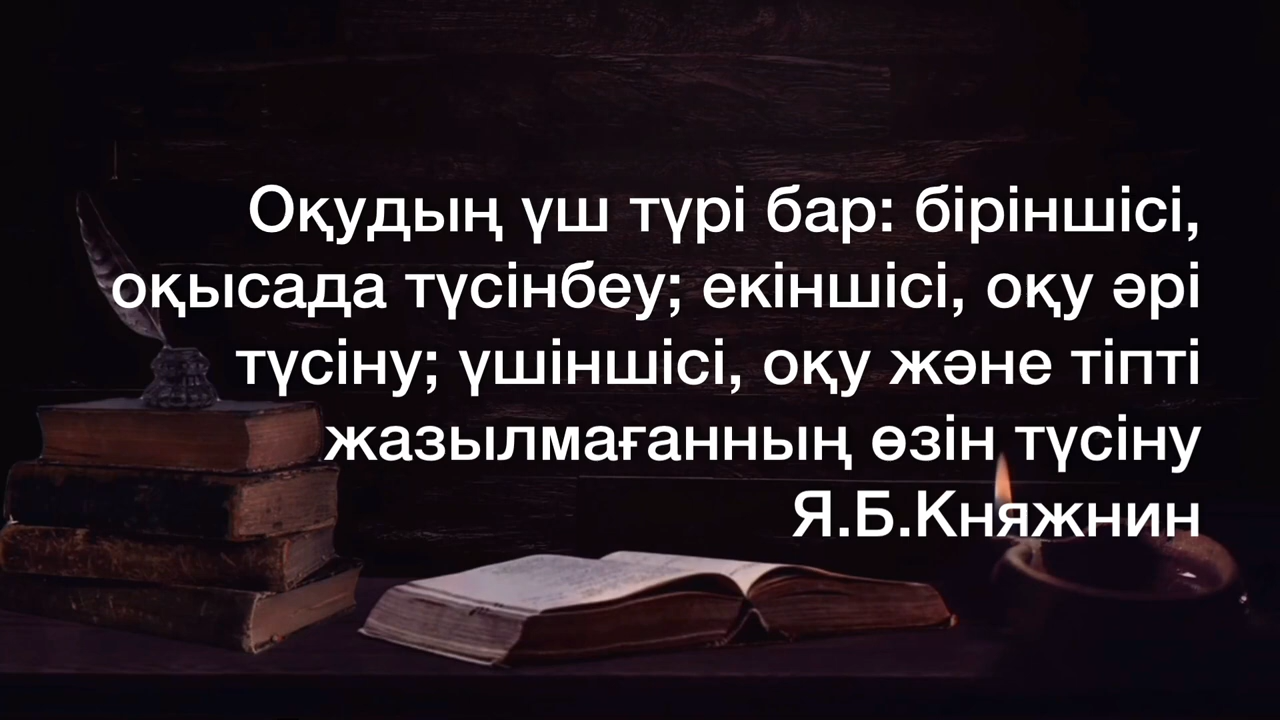 Оқудың үш түрі бар: біріншісі,
оқысада түсінбеу; екіншісі, оқу әрі
түсіну; үшіншісі, оқу және тіпті
жазылмағанның өзін түсіну
Я.Б.Княжнин